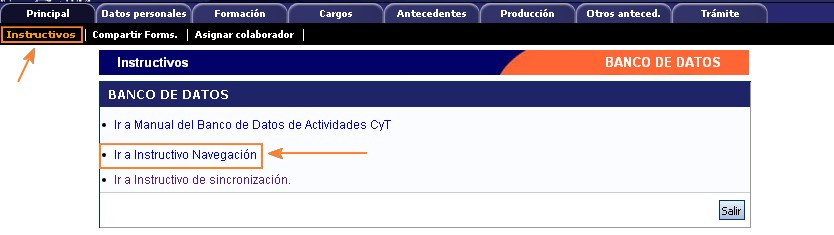 Principal Datos personales Formación Cargos Antecedentes Producción Otros anteced. Trámite
Instructivos Compartir Forms. Asignar colaborador
Instructivos BANCO DE DATOS
BANCO DE DATOS
Ir a Manual del Banco de Datos de Actividades CyT
Ir a Instructivo Navegación
Ir a Instructivo de sincronización.
Salir